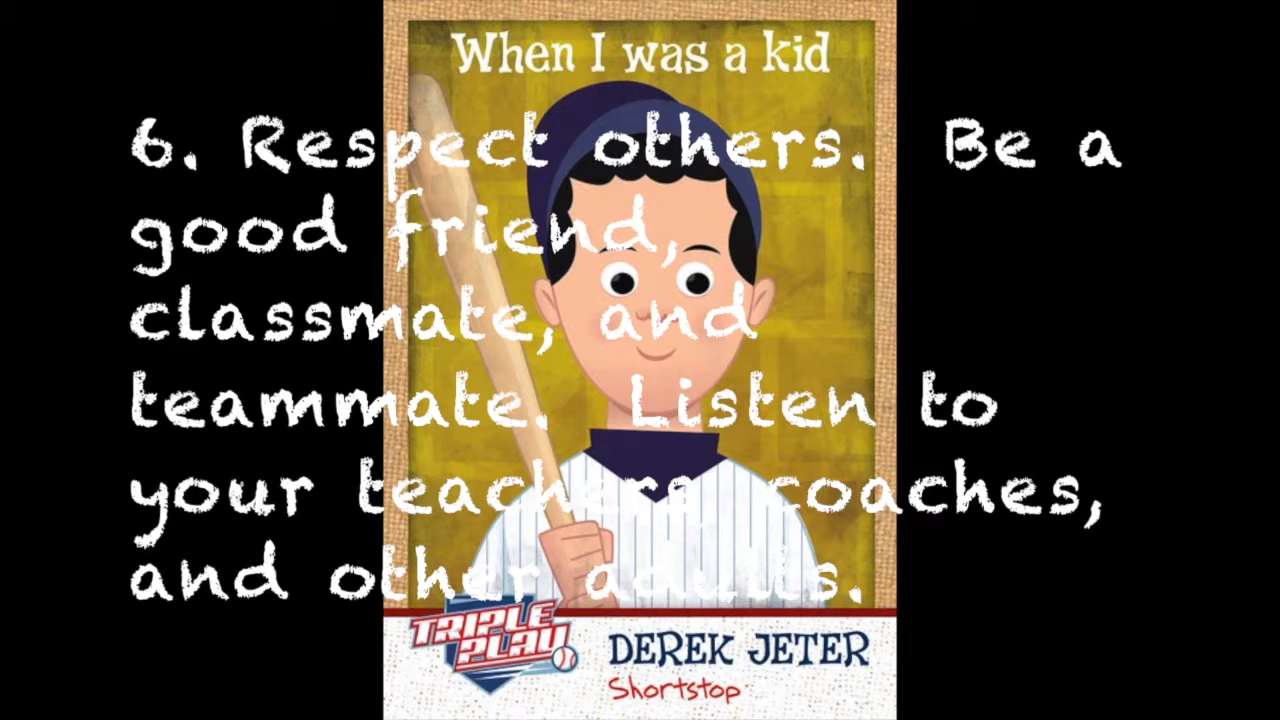 When I was a kid
6. Respect others. Be a
good friend,
classmate, and
teammate. Listen to
your teachers, coaches,
and other adults.
TRIPLE
PLAY
DEREK JETER
Shortstop